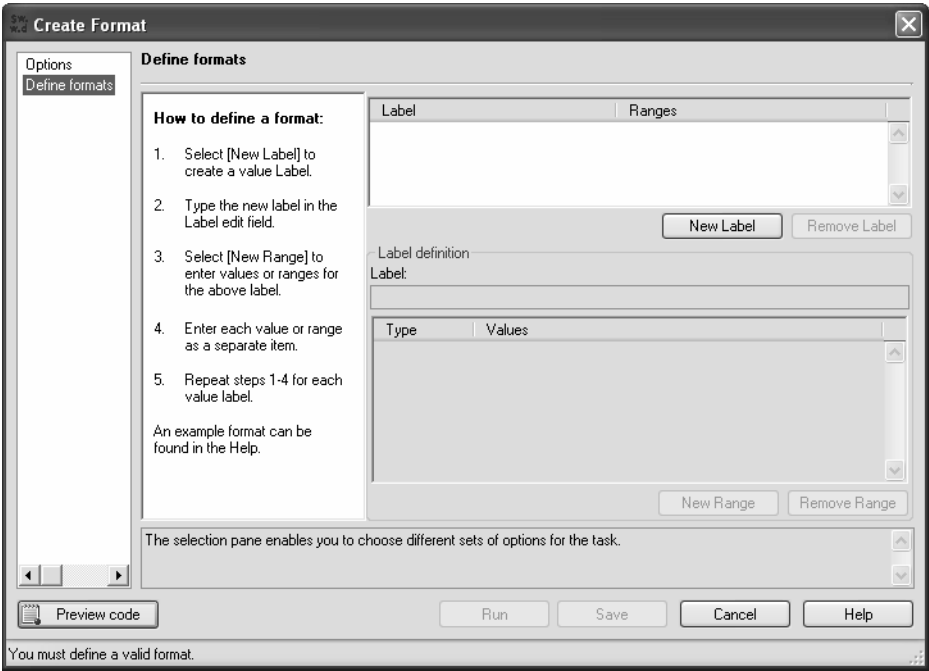 Create Format
Options
Define formats
Define formats
How to define a format:
1. Select [New Label] to
create a value Label.
2. Type the new label in the
Label edit field.
3. Select [New Range] to
enter values or ranges for
the above label.
4. Enter each value or range
as a separate item.
5. Repeat steps 1-4 for each
value label.
An example format can be
found in the Help.
Label Ranges
New Label Remove Label
Label definition
Label:
Type Values
New Range Remove Range
The selection pane enables you to choose different sets of options for the task.
Preview code Run Save Cancel Help
You must define a valid format.